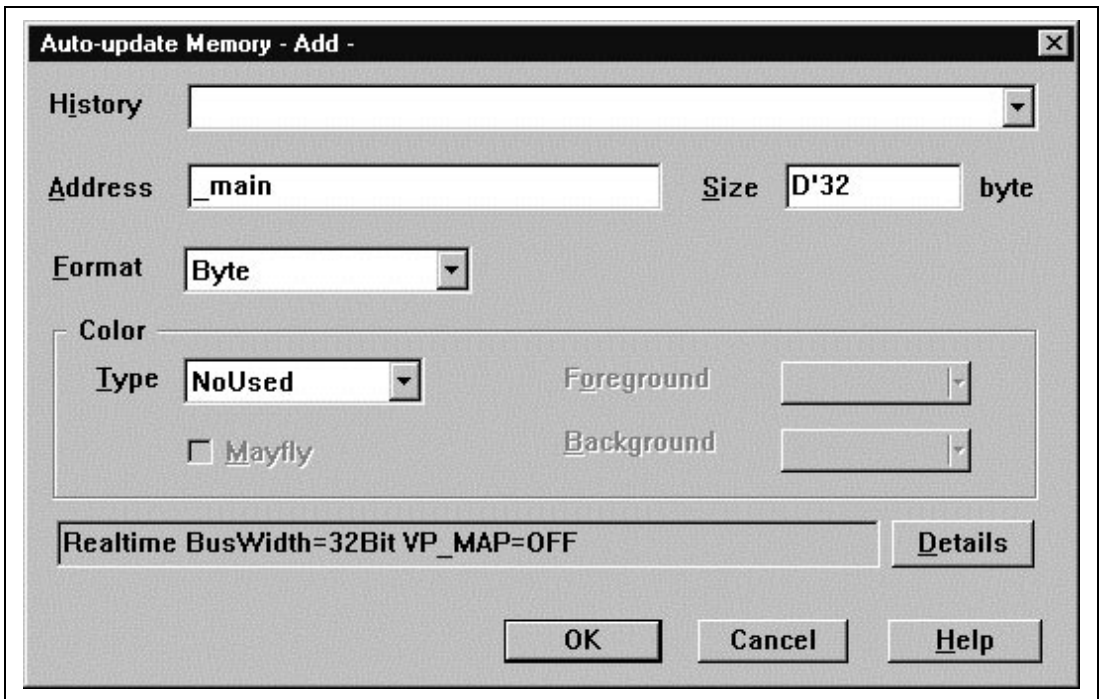 Auto-update Memory - Add -
History
Address _main Size D'32 byte
Format Byte
Color
Type NoUsed Foreground
Mayfly Background
Realtime BusWidth=32Bit VP_MAP=OFF Details
OK Cancel Help